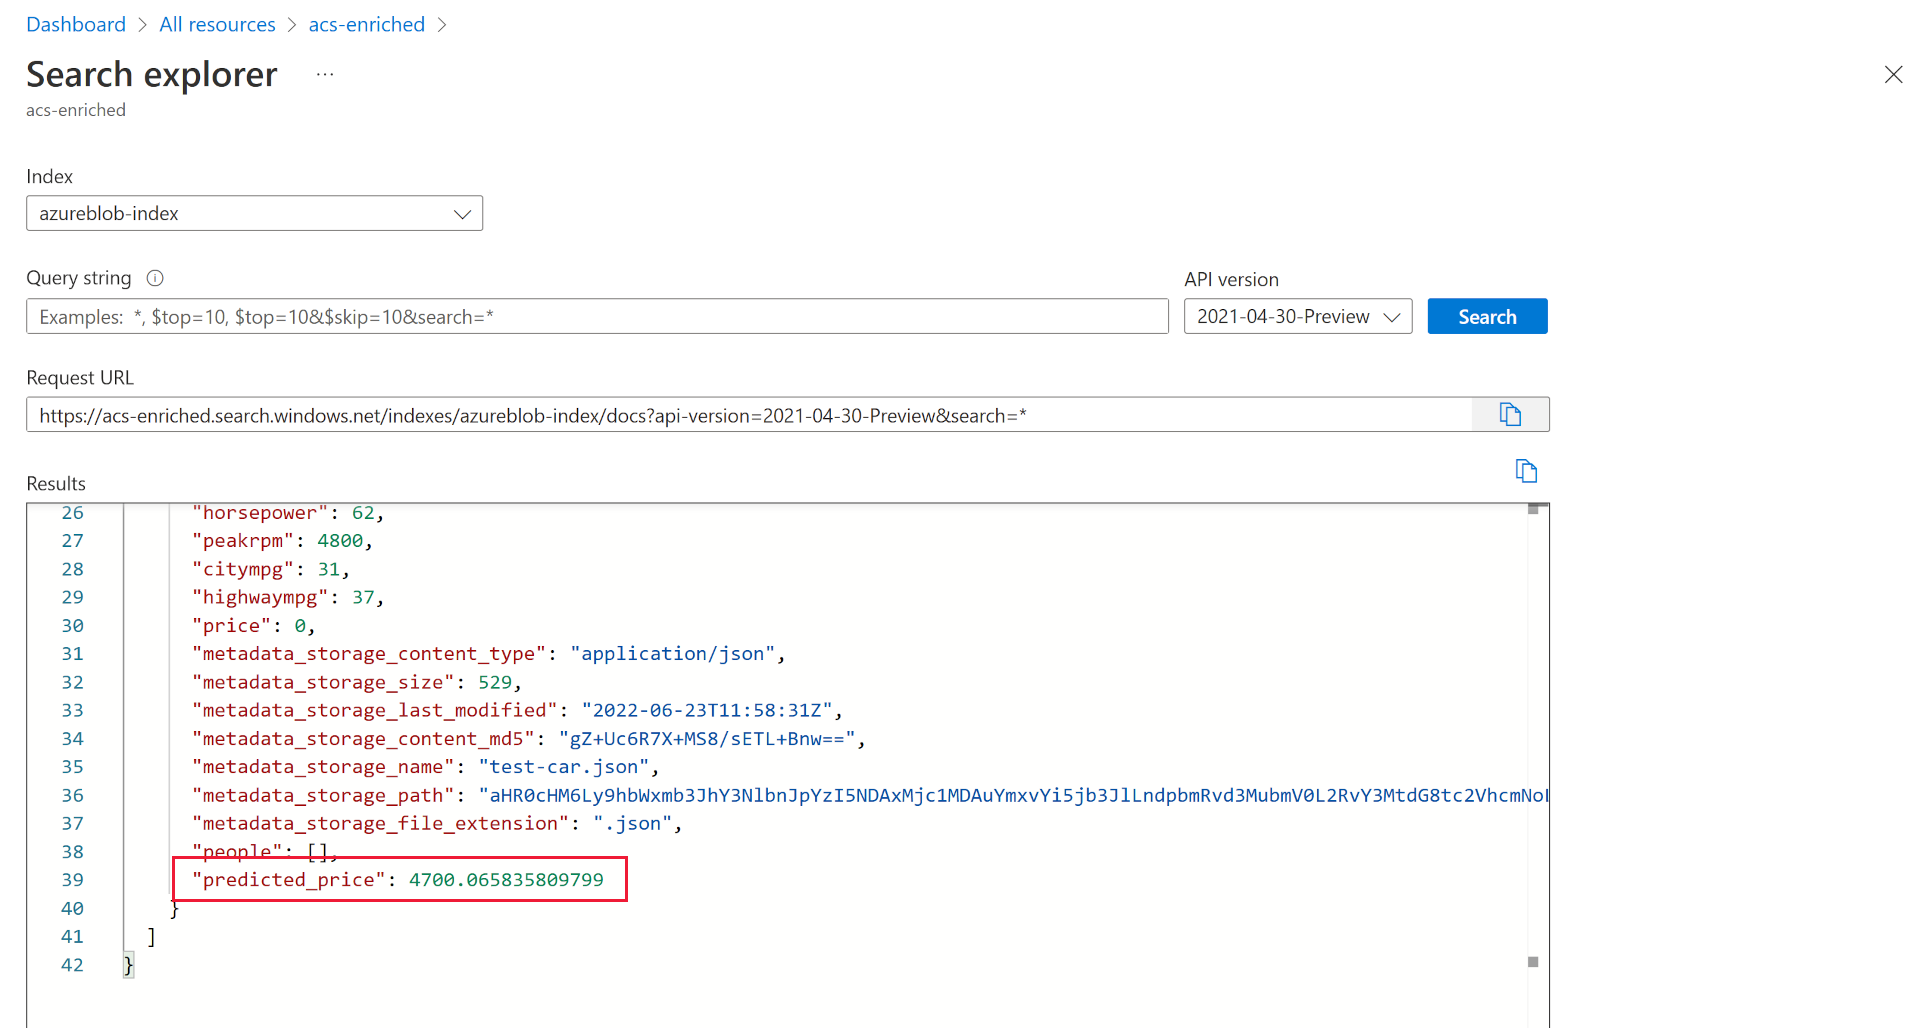 Dashboard > All resources > acs-enriched >
Search explorer ...
acs-enriched
Index
azureblob-index
Query string
API version
Examples: *, $top=10, $top=10&$skip=10&search=*
2021-04-30-Preview
Search
Request URL
https://acs-enriched.search.windows.net/indexes/azureblob-index/docs?api-version=2021-04-30-Preview&search=*
Results
26 "horsepower": 62,
27 "peakrpm": 4800,
28 "citympg": 31,
29 "highwaympg": 37,
30 "price": 0,
31 "metadata_storage_content_type": "application/json",
32 "metadata_storage_size": 529,
33 "metadata_storage_last_modified": "2022-06-23T11:58:31Z",
34 "metadata_storage_content_md5": "gZ+Uc6R7X+MS8/sETL+Bnw==",
35 "metadata_storage_name": "test-car.json",
36 "metadata_storage_path": "aHR0cHM6Ly9hbWxmb3JhY3NlbnJpYzI5NDAxMjc1MDAuYmxvYi5jb3JlLndpbmRvd3MubmV0L2RvY3MtdG8tc2VhcmNoL
37 "metadata_storage_file_extension": ".json",
38 "people": [],
39 "predicted_price": 4700.065835809799
40 }
41 ]
42 }